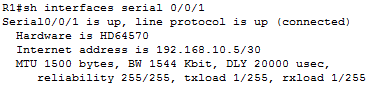 R1#sh interfaces serial 0/0/1
Serial0/0/1 is up, line protocol is up (connected)
  Hardware is HD64570
  Internet address is 192.168.10.5/30
  MTU 1500 bytes, BW 1544 Kbit, DLY 20000 usec,
     reliability 255/255, txload 1/255, rxload 1/255